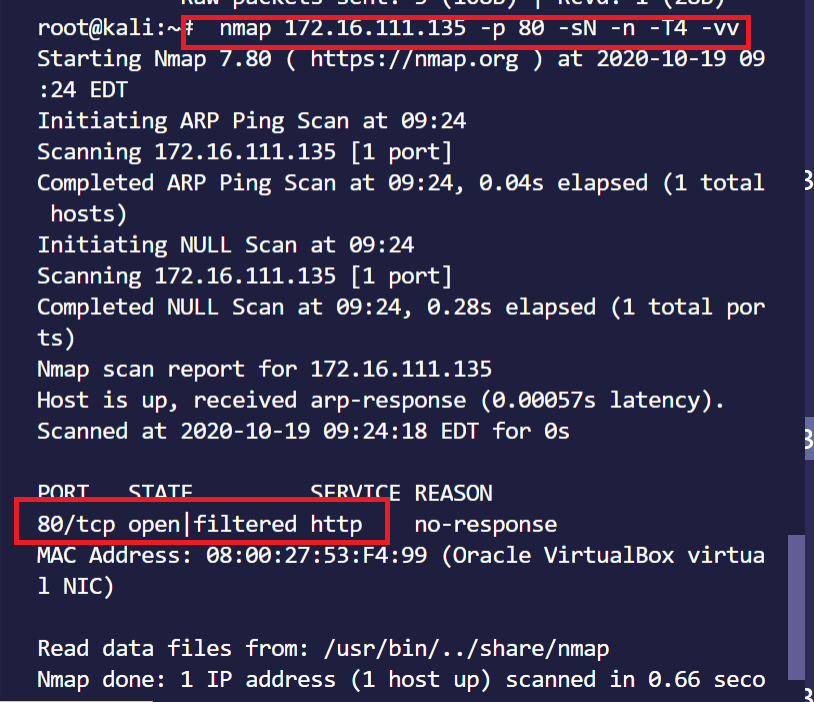 Raw packets sent: 3 (108B) | Rcvd: 1 (28B)
root@kali:~# nmap 172.16.111.135 -p 80 -sN -n -T4 -vv
Starting Nmap 7.80 ( https://nmap.org ) at 2020-10-19 09
:24 EDT
Initiating ARP Ping Scan at 09:24
Scanning 172.16.111.135 [1 port]
Completed ARP Ping Scan at 09:24, 0.04s elapsed (1 total
hosts)
Initiating NULL Scan at 09:24
Scanning 172.16.111.135 [1 port]
Completed NULL Scan at 09:24, 0.28s elapsed (1 total por
ts)
Nmap scan report for 172.16.111.135
Host is up, received arp-response (0.00057s latency).
Scanned at 2020-10-19 09:24:18 EDT for 0s
PORT STATE SERVICE REASON
80/tcp open|filtered http no-response
MAC Address: 08:00:27:53:F4:99 (Oracle VirtualBox virtua
l NIC)
Read data files from: /usr/bin/../share/nmap
Nmap done: 1 IP address (1 host up) scanned in 0.66 seco